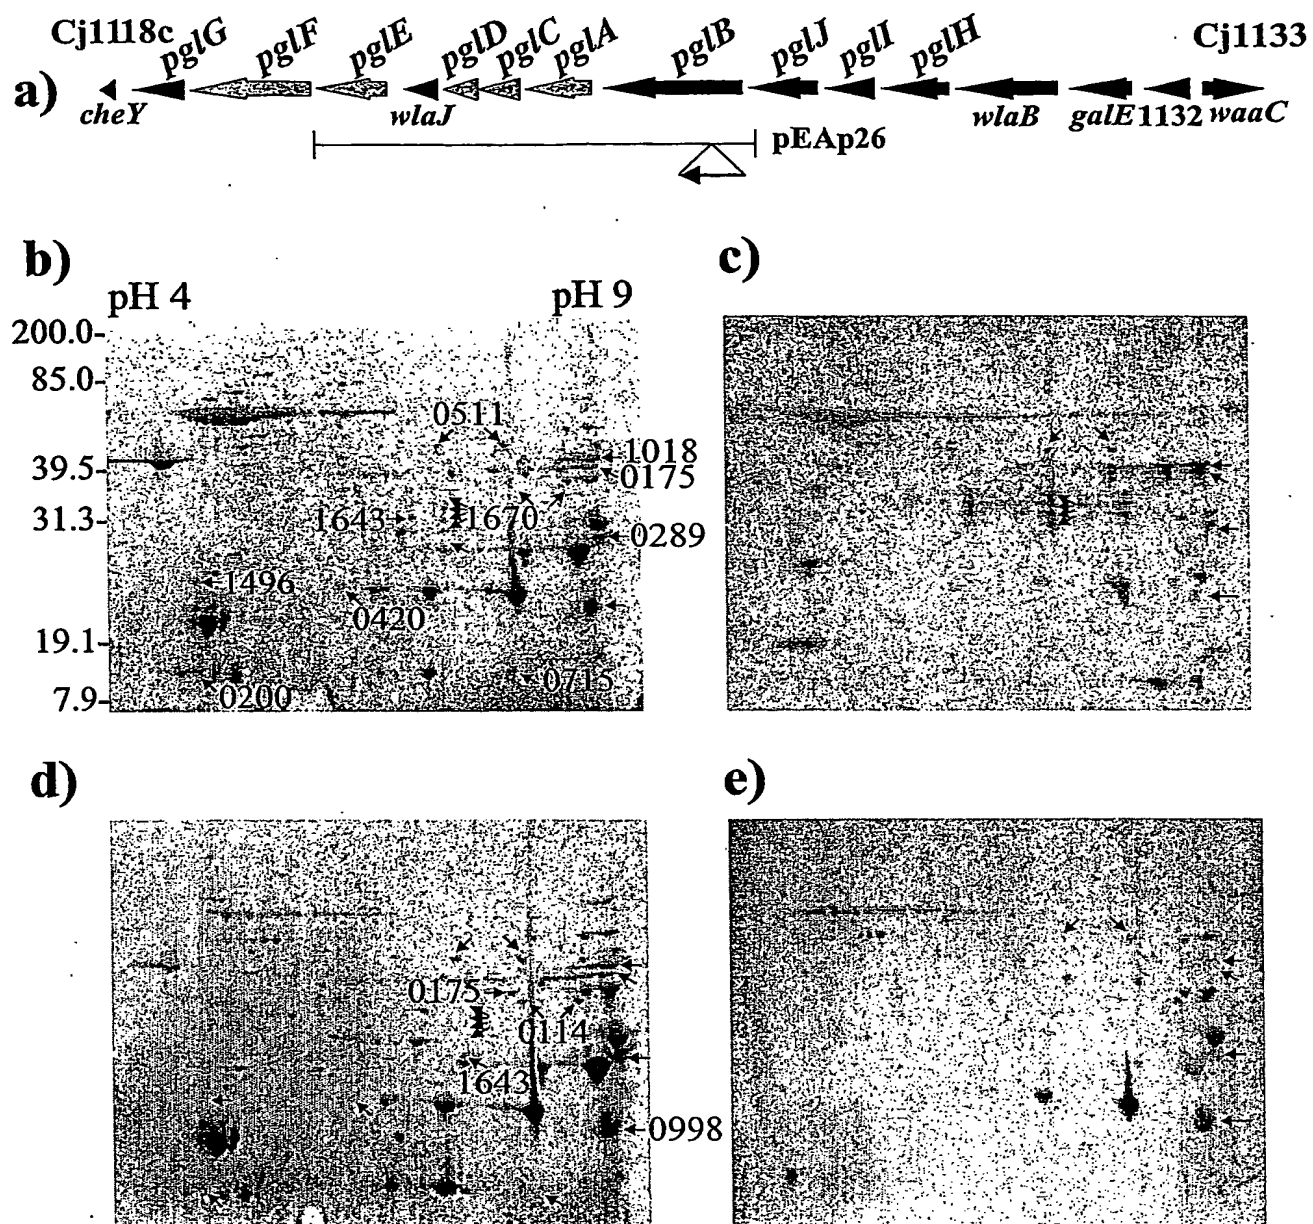 Cj1118c pglG pglF pglE pglD pglC pglA pglB pglJ pglI pglH Cj1133
a)
cheY wlaJ wlaB galE 1132 waaC
pEAp26
b) c)
pH 4 pH 9
200.0-
85.0-
0511
1018
39.5-
0175
31.3-
1643 1670
0289
1496
0420
19.1-
0715
7.9-
0200
d) e)
0175
0114
1643
0998